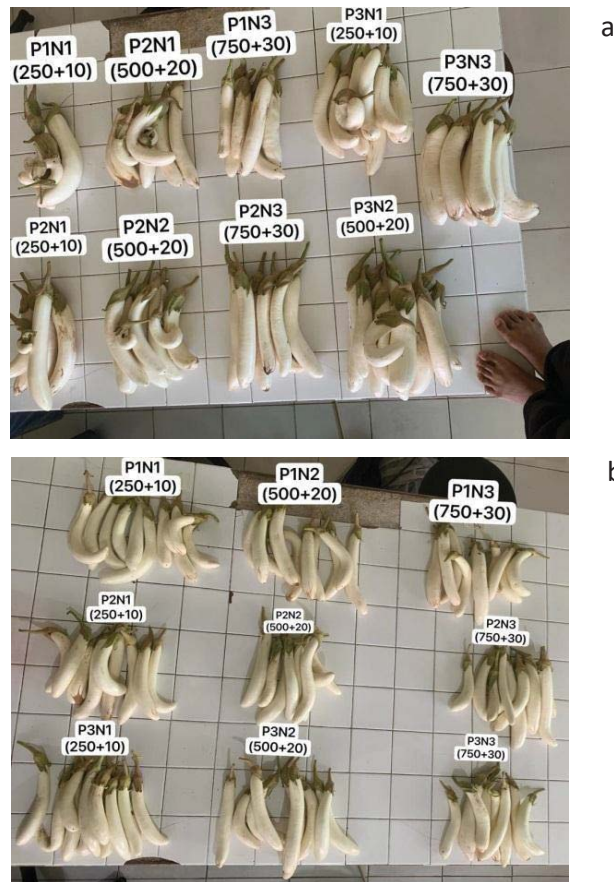 a
P1N1
(250+10)
P2N1
(500+20)
P1N3
(750+30)
P3N1
(250+10)
P3N3
(750+30)
P2N1
(250+10)
P2N2
(500+20)
P2N3
(750+30)
P3N2
(500+20)
b
P1N1
(250+10)
P1N2
(500+20)
P1N3
(750+30)
P2N1
(250+10)
P2N2
(500+20)
P2N3
(750+30)
P3N1
(250+10)
P3N2
(500+20)
P3N3
(750+30)